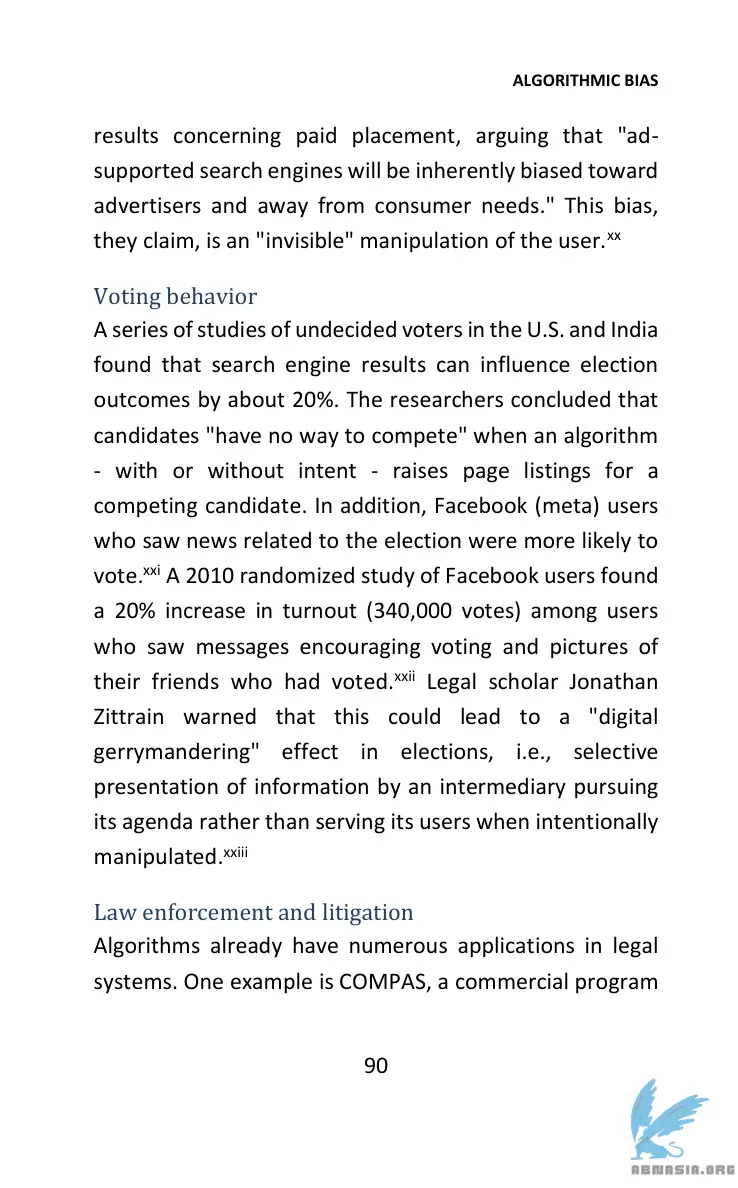 ALGORITHMIC BIAS
results concerning paid placement, arguing that "ad-
supported search engines will be inherently biased toward
advertisers and away from consumer needs." This bias,
they claim, is an "invisible" manipulation of the user.xx
Voting behavior
A series of studies of undecided voters in the U.S. and India
found that search engine results can influence election
outcomes by about 20%. The researchers concluded that
candidates "have no way to compete" when an algorithm
- with or without intent - raises page listings for a
competing candidate. In addition, Facebook (meta) users
who saw news related to the election were more likely to
vote.xxi A 2010 randomized study of Facebook users found
a 20% increase in turnout (340,000 votes) among users
who saw messages encouraging voting and pictures of
their friends who had voted.xxii Legal scholar Jonathan
Zittrain warned that this could lead to a "digital
gerrymandering" effect in elections, i.e., selective
presentation of information by an intermediary pursuing
its agenda rather than serving its users when intentionally
manipulated.xxiii
Law enforcement and litigation
Algorithms already have numerous applications in legal
systems. One example is COMPAS, a commercial program
90
ABNASIA.ORG